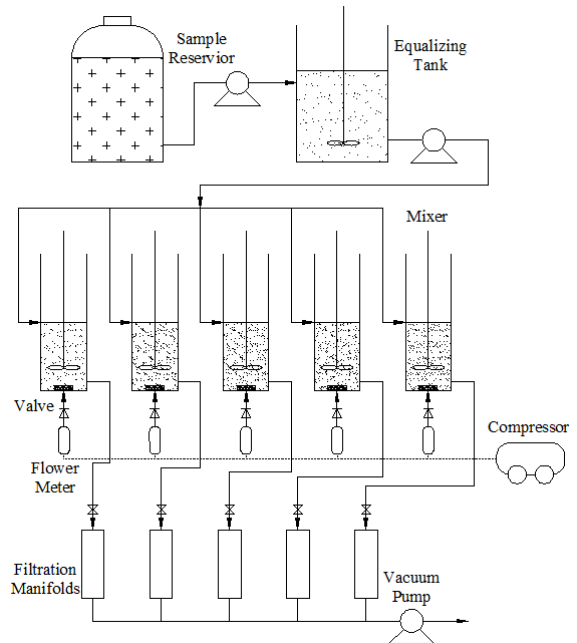 Sample
Reservior
Equalizing
Tank
Mixer
Valve
Compressor
Flower
Meter
Filtration
Manifolds
Vacuum
Pump